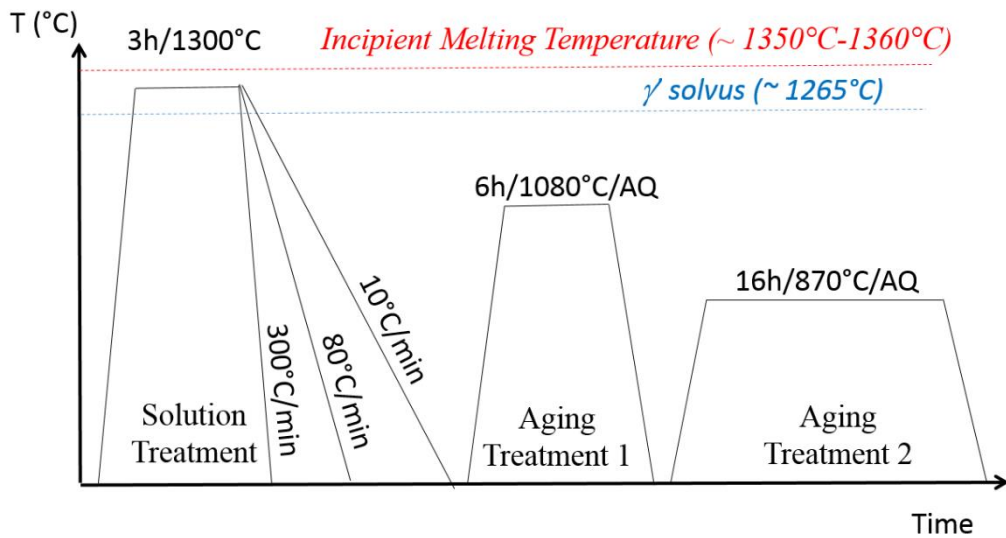 T (°C)
3h/1300°C
Incipient Melting Temperature (~ 1350°C-1360°C)
γ' solvus (~ 1265°C)
6h/1080°C/AQ
16h/870°C/AQ
300°C/min
80°C/min
10°C/min
Solution
Treatment
Aging
Treatment 1
Aging
Treatment 2
Time